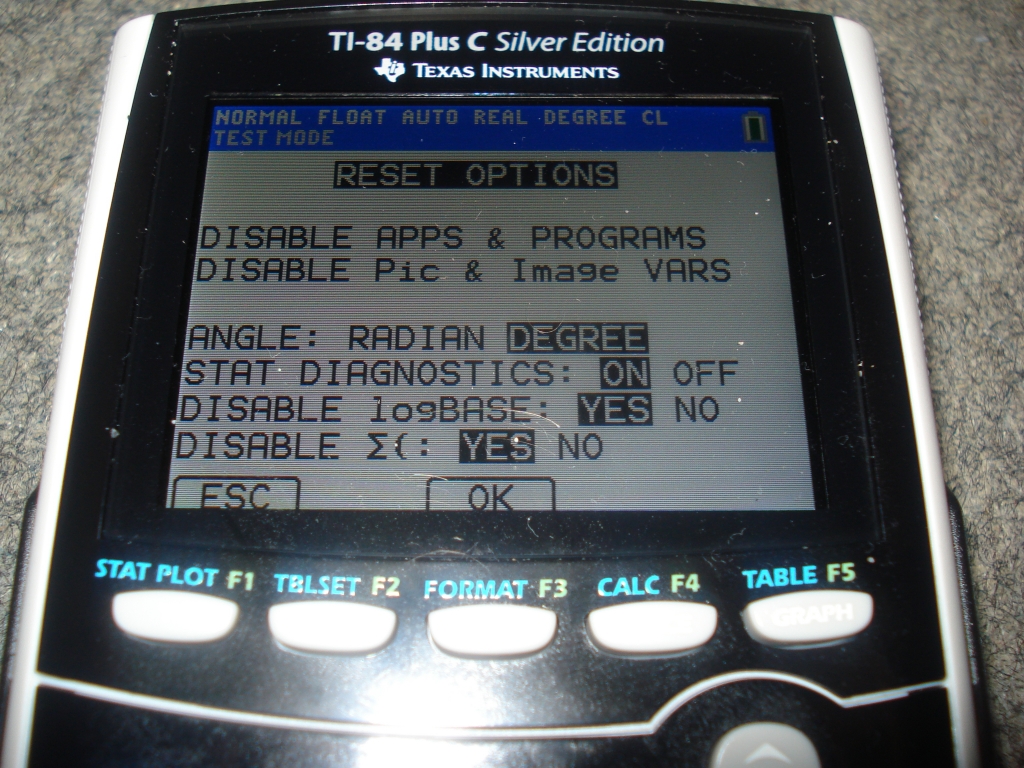 TI-84 Plus C Silver Edition
TEXAS INSTRUMENTS
NORMAL FLOAT AUTO REAL DEGREE CL
TEST MODE
RESET OPTIONS
DISABLE APPS & PROGRAMS
DISABLE Pic & Image VARS
ANGLE: RADIAN DEGREE
STAT DIAGNOSTICS: ON OFF
DISABLE logBASE: YES NO
DISABLE Σ(: YES NO
ESC OK
STAT PLOT F1 TBLSET F2 FORMAT F3 CALC F4 TABLE F5
GRAPH